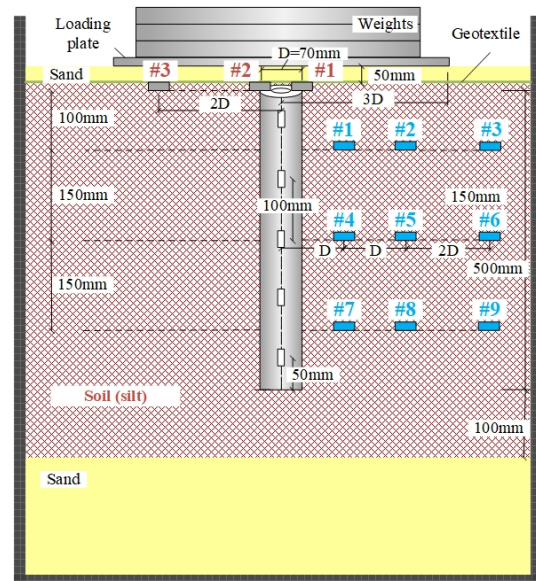 Loading
plate
Weights
Geotextile
D=70mm
Sand
#3
#2
#1
50mm
2D
3D
100mm
#1
#2
#3
150mm
100mm
150mm
#4
#5
#6
D
D
2D
500mm
150mm
#7
#8
#9
50mm
Soil (silt)
100mm
Sand